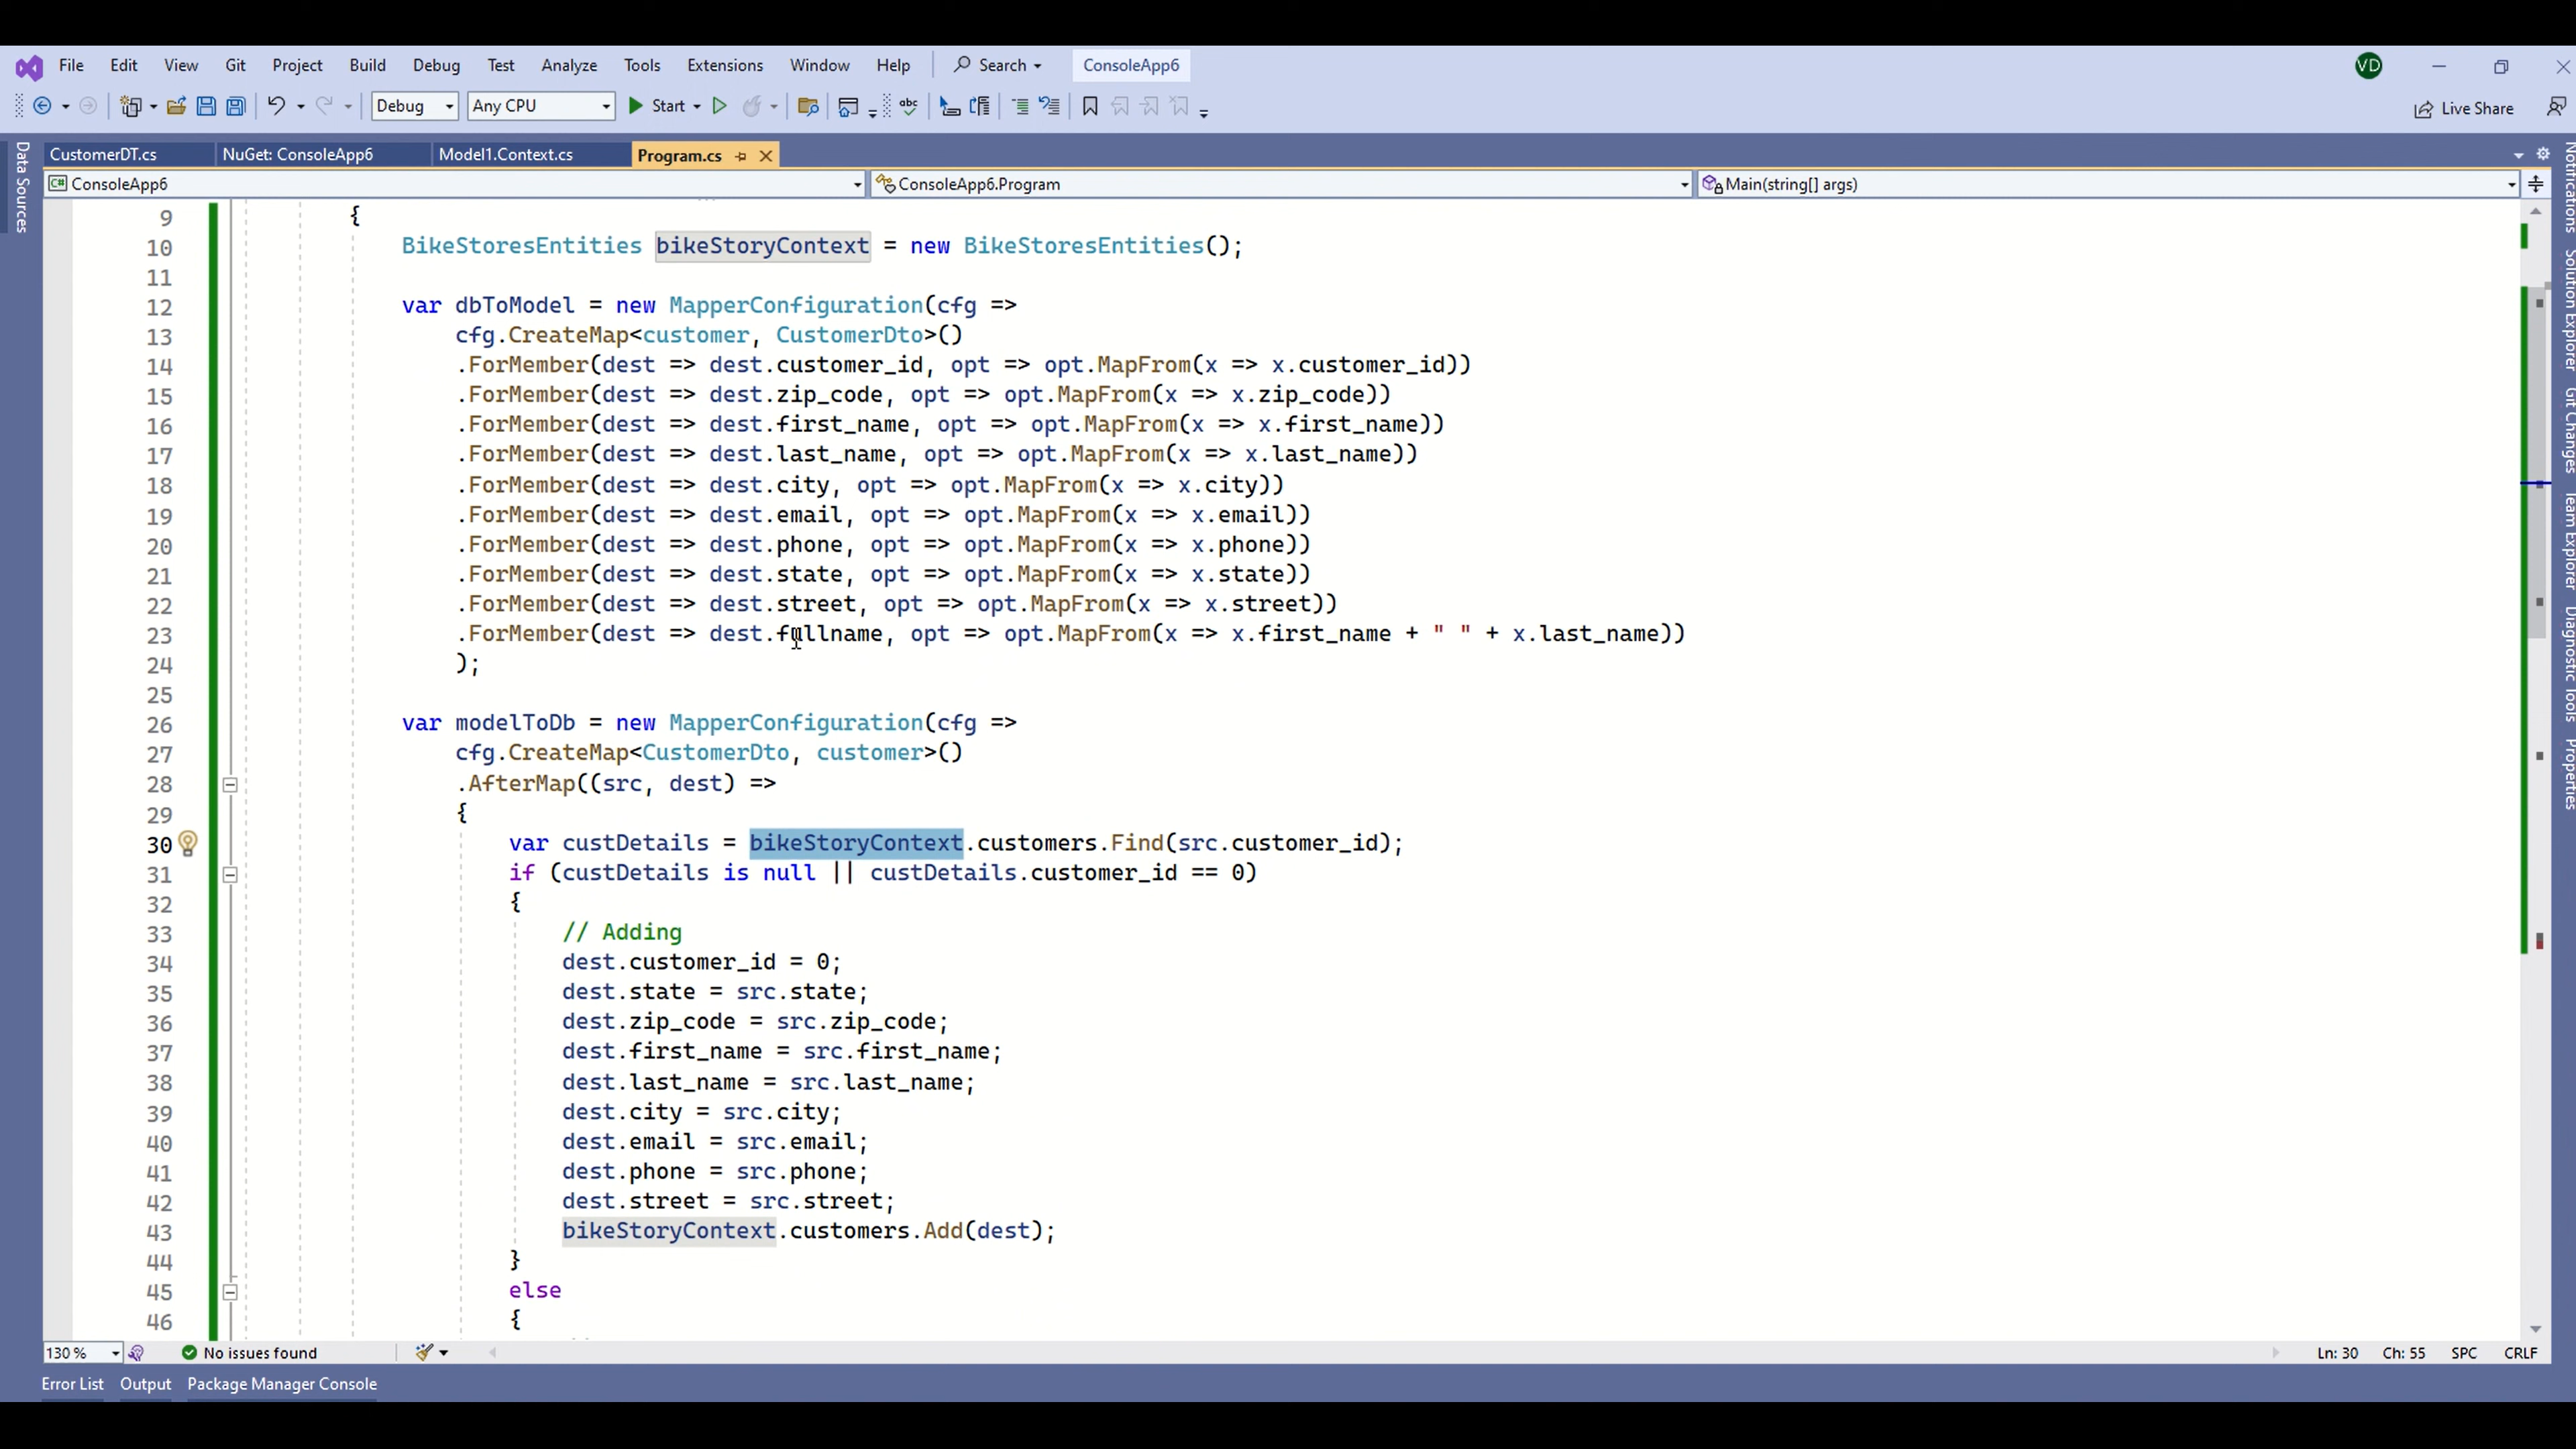 File Edit View Git Project Build Debug Test Analyze Tools Extensions Window Help Search ConsoleApp6 VD
Debug Any CPU Start abc Live Share
CustomerDT.cs NuGet: ConsoleApp6 Model1.Context.cs Program.cs
C# ConsoleApp6 ConsoleApp6.Program Main(string[] args)
Data Sources
9 {
10 BikeStoresEntities bikeStoryContext = new BikeStoresEntities();
11
12 var dbToModel = new MapperConfiguration(cfg =>
13 cfg.CreateMap<customer, CustomerDto>()
14 .ForMember(dest => dest.customer_id, opt => opt.MapFrom(x => x.customer_id))
15 .ForMember(dest => dest.zip_code, opt => opt.MapFrom(x => x.zip_code))
16 .ForMember(dest => dest.first_name, opt => opt.MapFrom(x => x.first_name))
17 .ForMember(dest => dest.last_name, opt => opt.MapFrom(x => x.last_name))
18 .ForMember(dest => dest.city, opt => opt.MapFrom(x => x.city))
19 .ForMember(dest => dest.email, opt => opt.MapFrom(x => x.email))
20 .ForMember(dest => dest.phone, opt => opt.MapFrom(x => x.phone))
21 .ForMember(dest => dest.state, opt => opt.MapFrom(x => x.state))
22 .ForMember(dest => dest.street, opt => opt.MapFrom(x => x.street))
23 .ForMember(dest => dest.fullname, opt => opt.MapFrom(x => x.first_name + " " + x.last_name))
24 );
25
26 var modelToDb = new MapperConfiguration(cfg =>
27 cfg.CreateMap<CustomerDto, customer>()
28 .AfterMap((src, dest) =>
29 {
30 var custDetails = bikeStoryContext.customers.Find(src.customer_id);
31 if (custDetails is null || custDetails.customer_id == 0)
32 {
33 // Adding
34 dest.customer_id = 0;
35 dest.state = src.state;
36 dest.zip_code = src.zip_code;
37 dest.first_name = src.first_name;
38 dest.last_name = src.last_name;
39 dest.city = src.city;
40 dest.email = src.email;
41 dest.phone = src.phone;
42 dest.street = src.street;
43 bikeStoryContext.customers.Add(dest);
44 }
45 else
46 {
Notifications
Solution Explorer
Git Changes
Team Explorer
Diagnostic Tools
Properties
130 % No issues found Ln: 30 Ch: 55 SPC CRLF
Error List Output Package Manager Console